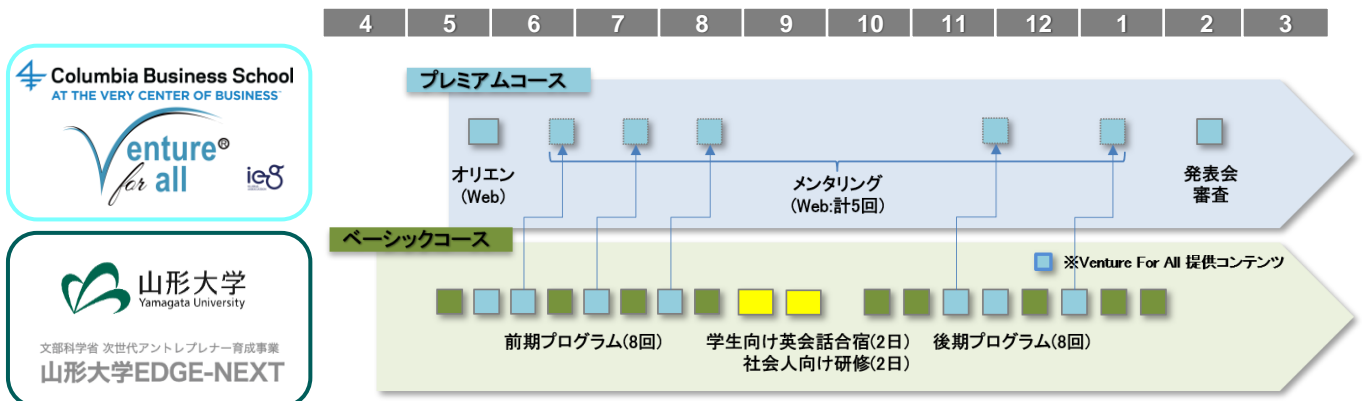 4 5 6 7 8 9 10 11 12 1 2 3
Columbia Business School
AT THE VERY CENTER OF BUSINESS
Venture®
for all
ieg
プレミアムコース
オリエン
(Web)
メンタリング
(Web:計5回)
発表会
審査
ベーシックコース
※Venture For All 提供コンテンツ
山形大学
Yamagata University
文部科学省 次世代アントレプレナー育成事業
山形大学EDGE-NEXT
前期プログラム(8回)
学生向け英会話合宿(2日)
社会人向け研修(2日)
後期プログラム(8回)